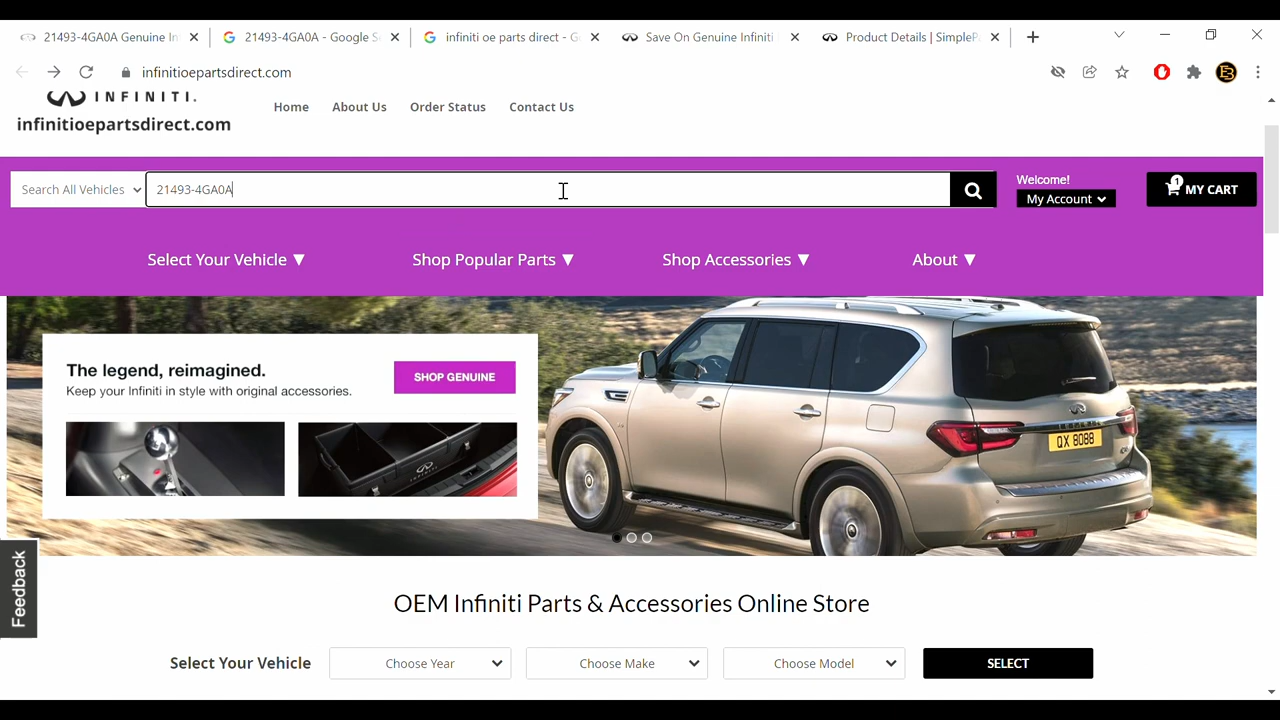 21493-4GA0A Genuine In
21493-4GA0A - Google S
infiniti oe parts direct - G
Save On Genuine Infiniti
Product Details | SimpleP
infinitioepartsdirect.com
INFINITI.
infinitioepartsdirect.com
Home
About Us
Order Status
Contact Us
Search All Vehicles
21493-4GA0A
Welcome!
My Account
1
MY CART
Select Your Vehicle ▼
Shop Popular Parts ▼
Shop Accessories ▼
About ▼
The legend, reimagined.
Keep your Infiniti in style with original accessories.
SHOP GENUINE
QX 8088
Feedback
OEM Infiniti Parts & Accessories Online Store
Select Your Vehicle
Choose Year
Choose Make
Choose Model
SELECT